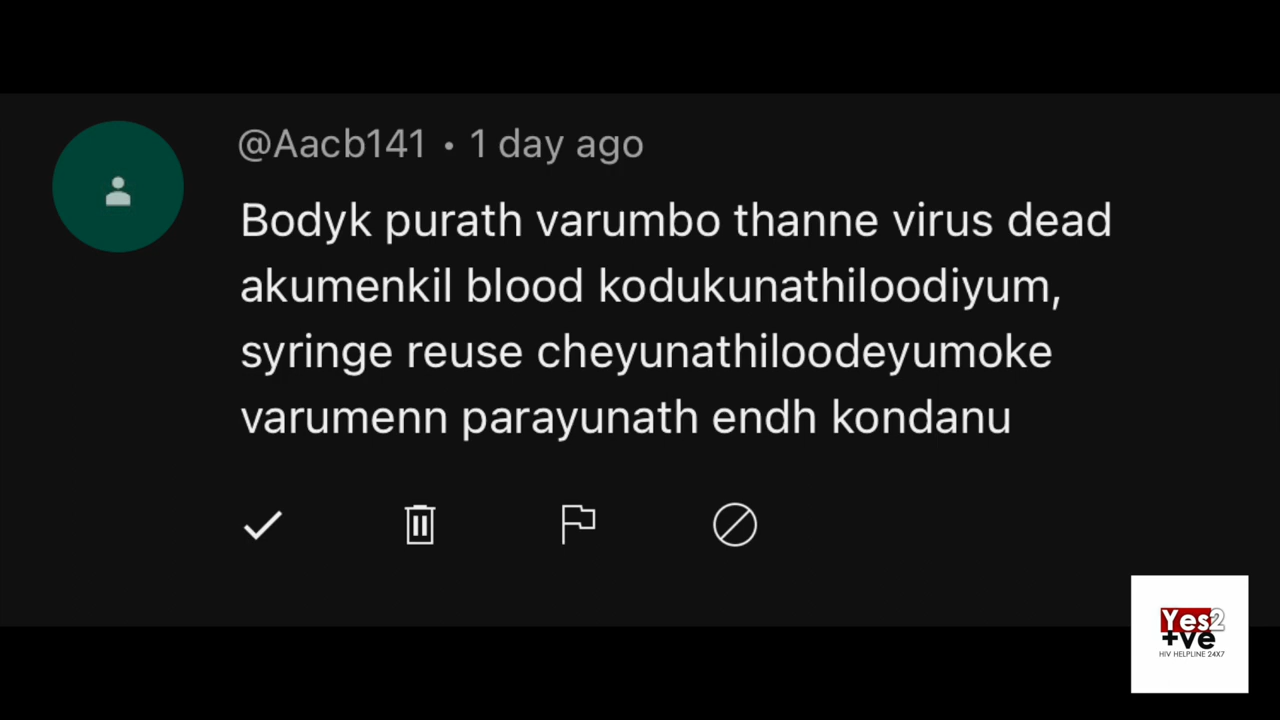 @Aacb141 • 1 day ago
Bodyk purath varumbo thanne virus dead
akumenkil blood kodukunathiloodiyum,
syringe reuse cheyunathiloodeyumoke
varumenn parayunath endh kondanu
Yes2
+ve
HIV HELPLINE 24X7